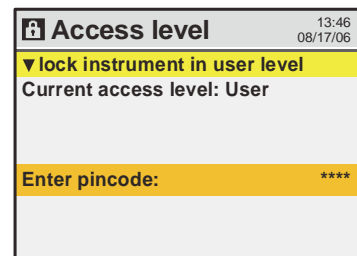 Access level
13:46
08/17/06
▼lock instrument in user level
Current access level: User
Enter pincode: ****